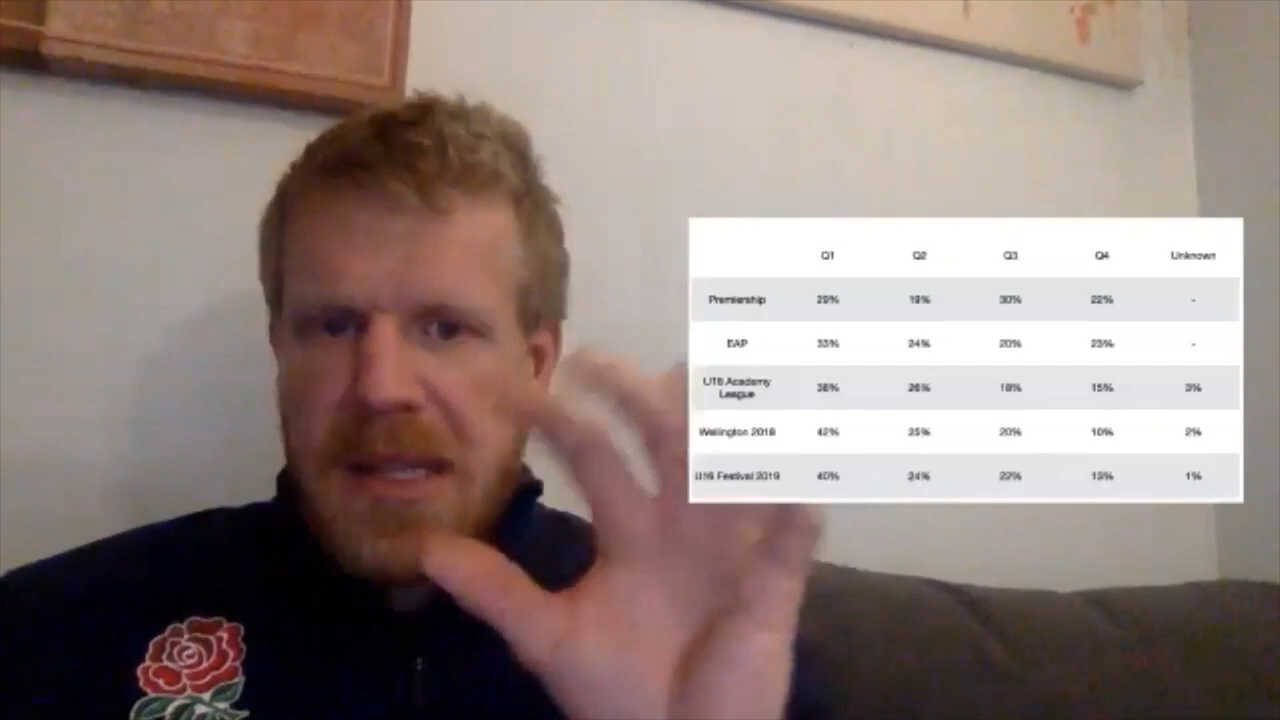 Q1 Q2 Q3 Q4 Unknown
Premiership 29% 19% 30% 22% -
EAP 33% 24% 20% 23% -
U18 Academy
League 38% 26% 18% 15% 3%
Wellington 2018 42% 25% 20% 10% 2%
U16 Festival 2019 40% 24% 22% 13% 1%